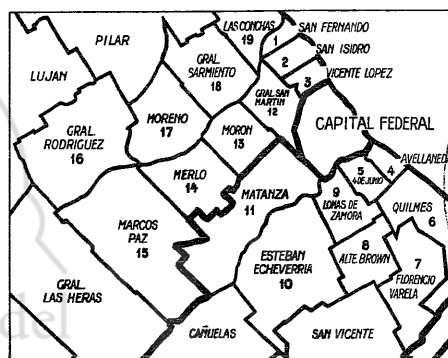 LAS CONCHAS
19
SAN FERNANDO
1
SAN ISIDRO
2
VICENTE LOPEZ
3
PILAR
GRAL.
SARMIENTO
18
LUJAN
GRAL. SAN
MARTIN
12
CAPITAL FEDERAL
MORENO
17
GRAL.
RODRIGUEZ
16
MORON
13
AVELLANED
4
5
4 DE JUNIO
MERLO
14
MATANZA
11
9
LOMAS DE
ZAMORA
QUILMES
6
MARCOS
PAZ
15
ESTEBAN
ECHEVERRIA
10
8
ALTE. BROWN
7
FLORENCIO
VARELA
GRAL.
LAS HERAS
del
CAÑUELAS
SAN VICENTE